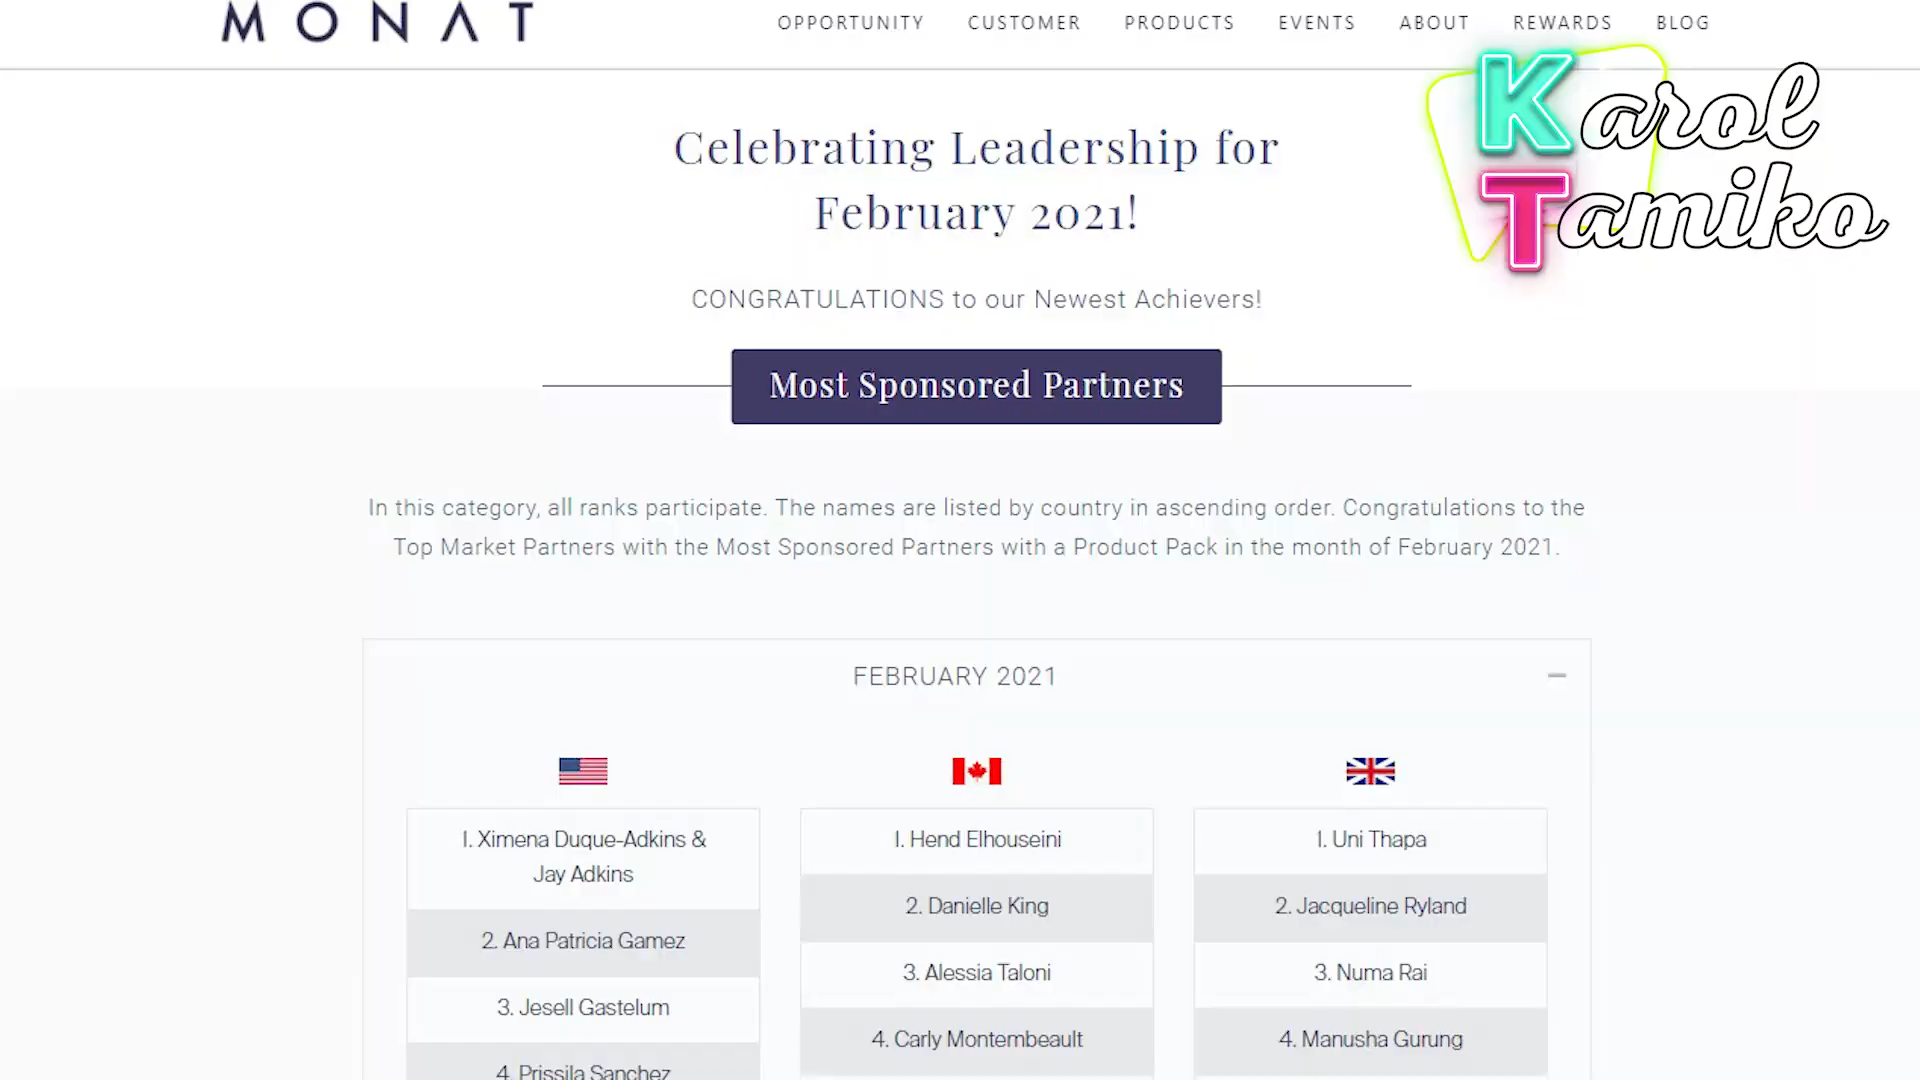 MONAT
OPPORTUNITY CUSTOMER PRODUCTS EVENTS ABOUT REWARDS BLOG
Karol
Tamiko
Celebrating Leadership for
February 2021!
CONGRATULATIONS to our Newest Achievers!
Most Sponsored Partners
In this category, all ranks participate. The names are listed by country in ascending order. Congratulations to the
Top Market Partners with the Most Sponsored Partners with a Product Pack in the month of February 2021.
FEBRUARY 2021
1. Ximena Duque-Adkins &
Jay Adkins
2. Ana Patricia Gamez
3. Jesell Gastelum
4. Prissila Sanchez
1. Hend Elhouseini
2. Danielle King
3. Alessia Taloni
4. Carly Montembeault
1. Uni Thapa
2. Jacqueline Ryland
3. Numa Rai
4. Manusha Gurung